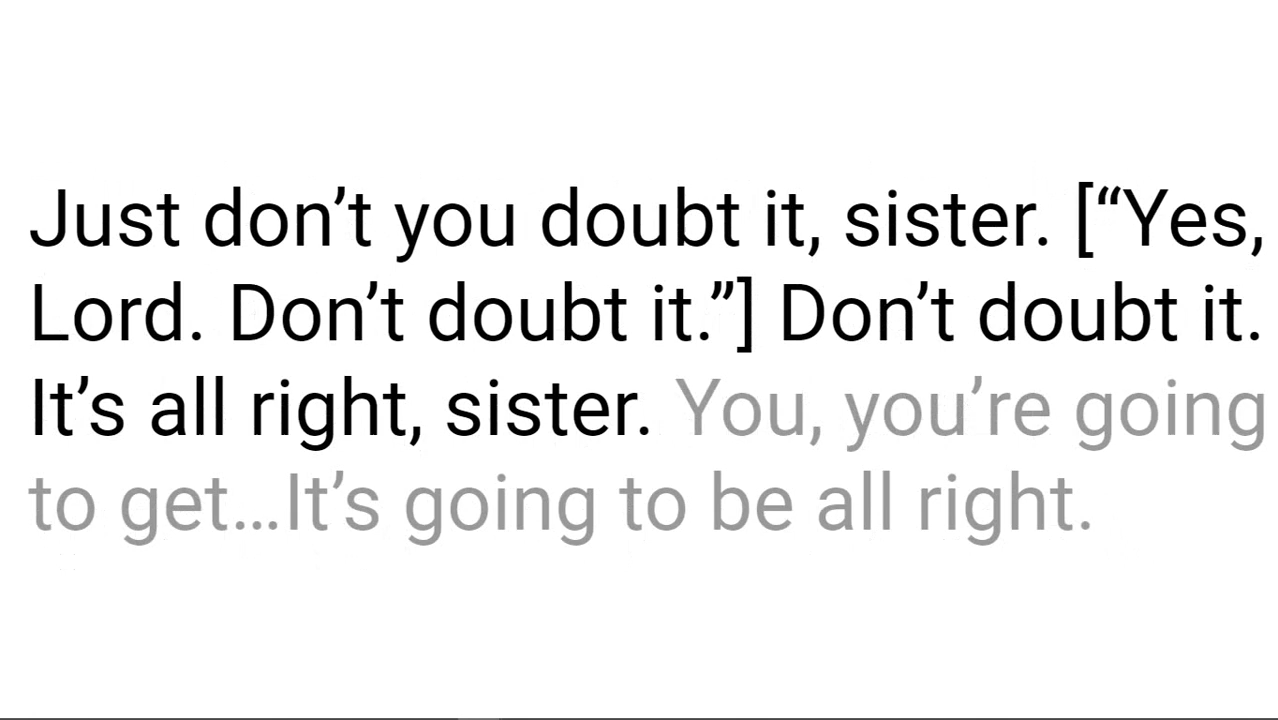 Just don’t you doubt it, sister. [“Yes,
Lord. Don’t doubt it.”] Don’t doubt it.
It’s all right, sister. You, you’re going
to get…It’s going to be all right.